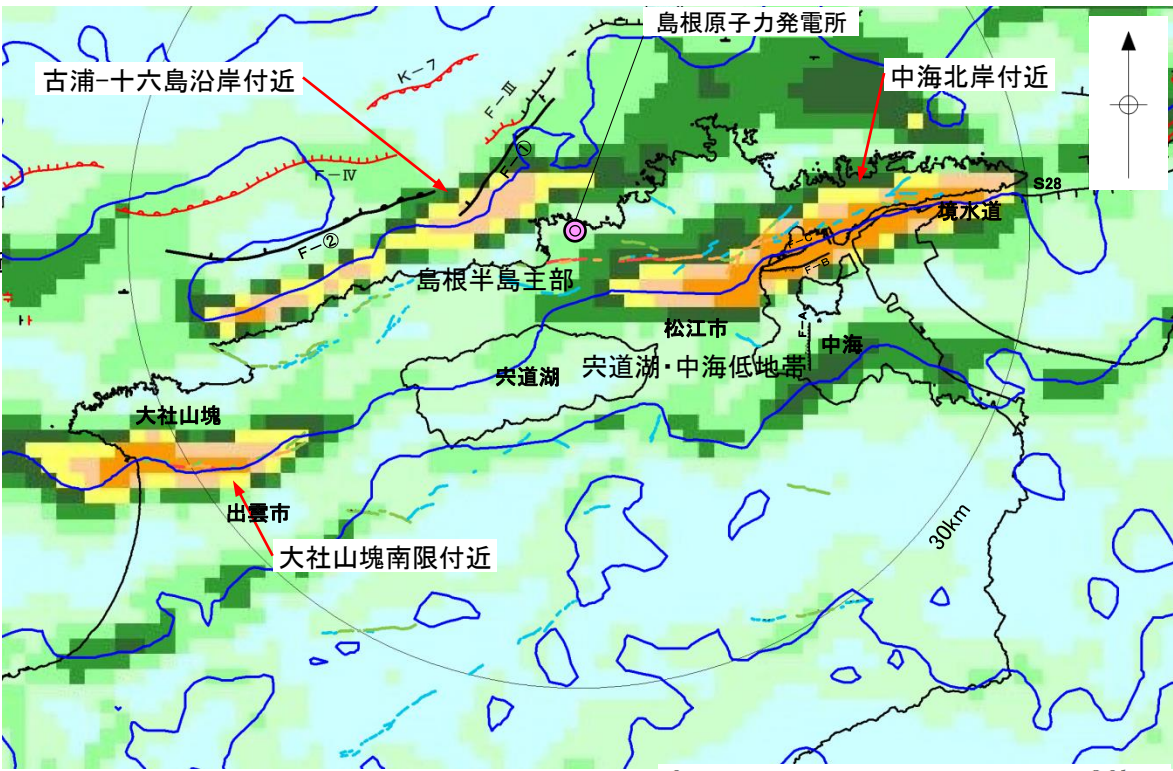 島根原子力発電所
古浦-十六島沿岸付近
K-7
中海北岸付近
F-Ⅲ
F-①
F-Ⅳ
S28
境水道
F-②
F-C
F-B
島根半島主部
松江市
F-A
中海
宍道湖
宍道湖・中海低地帯
大社山塊
出雲市
30km
大社山塊南限付近